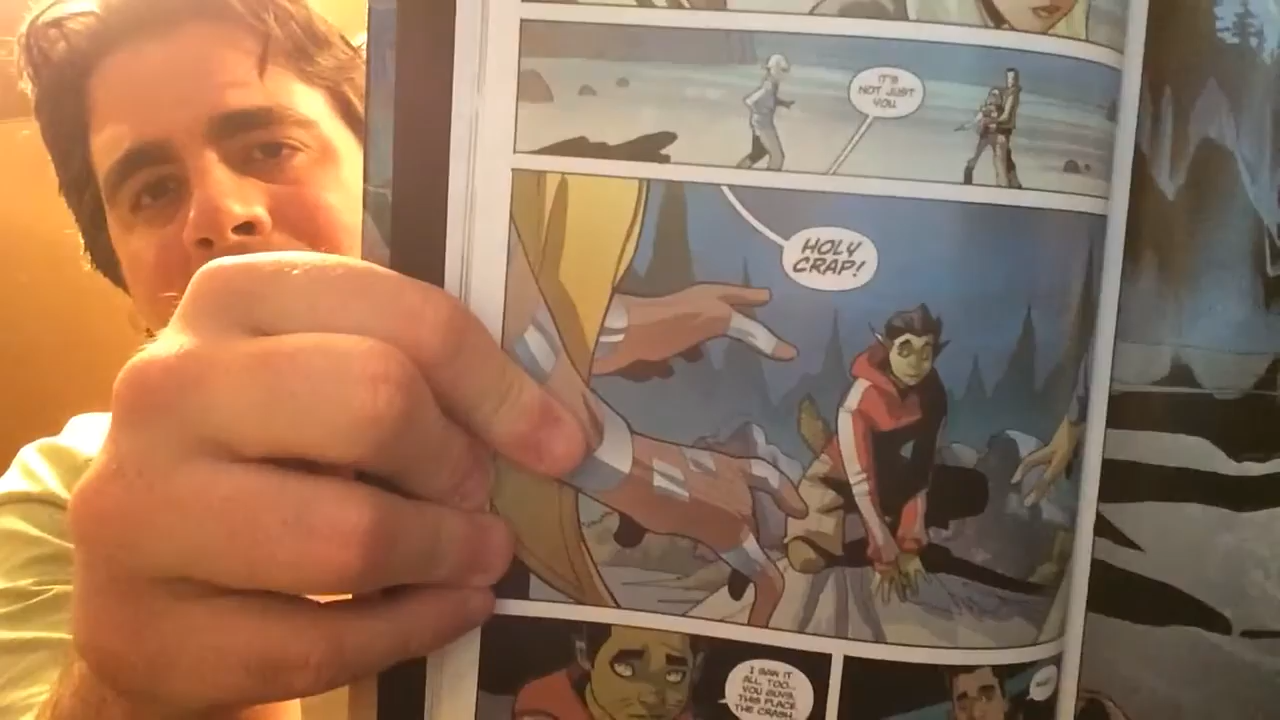 IT'S
NOT JUST
YOU.
HOLY
CRAP!
I SAW IT
ALL, TOO...
YOU GUYS,
THIS PLACE,
THE CRASH,